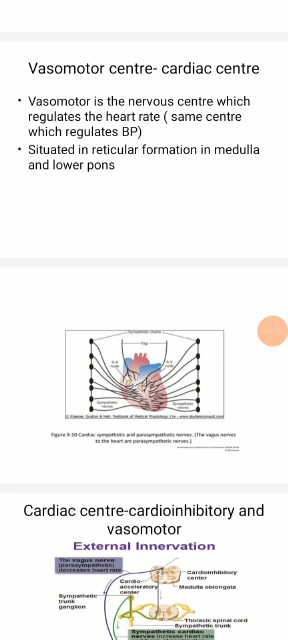 Vasomotor centre- cardiac centre
• Vasomotor is the nervous centre which
regulates the heart rate ( same centre
which regulates BP)
• Situated in reticular formation in medulla
and lower pons
Sympathetic chains
Vagi
S-A
node
A-V
node
Sympathetic
nerves
Sympathetic
nerves
© Elsevier. Guyton & Hall: Textbook of Medical Physiology 11e - www.studentconsult.com
Figure 9-10 Cardiac sympathetic and parasympathetic nerves. (The vagus nerves
to the heart are parasympathetic nerves.)
Cardiac centre-cardioinhibitory and
vasomotor
External Innervation
The vagus nerve
(parasympathetic)
decreases heart rate
Cardioinhibitory
center
Cardio-
acceleratory
center
Medulla oblongata
Sympathetic
trunk
ganglion
Thoracic spinal cord
Sympathetic trunk
Sympathetic cardiac
nerves increase heart rate